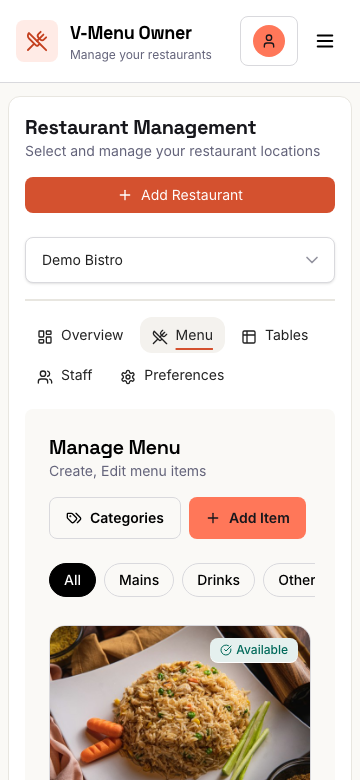 V-Menu Owner
Manage your restaurants
Restaurant Management
Select and manage your restaurant locations
Add Restaurant
Demo Bistro
Overview
Menu
Tables
Staff
Preferences
Manage Menu
Create, Edit menu items
Categories
Add Item
All
Mains
Drinks
Other
Available